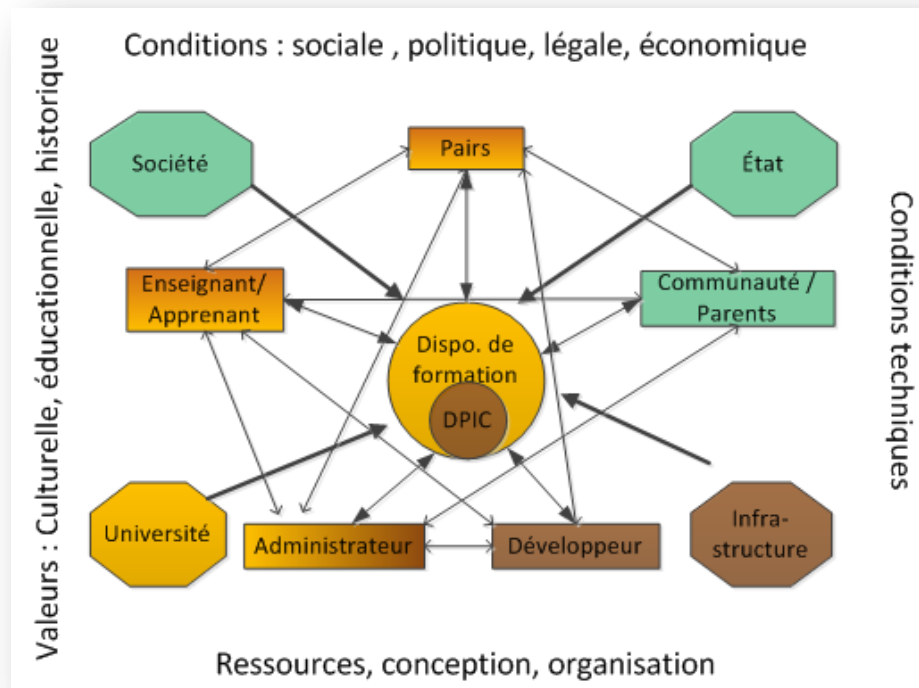 Conditions : sociale , politique, légale, économique
Valeurs : Culturelle, éducationnelle, historique
Société
Pairs
État
Conditions techniques
Enseignant/
Apprenant
Communauté /
Parents
Dispo. de
formation
DPIC
Université
Administrateur
Développeur
Infra-
structure
Ressources, conception, organisation